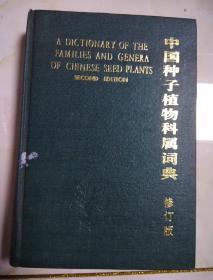 A DICTIONARY OF THE
FAMILIES AND GENERA
OF CHINESE SEED PLANTS
SECOND EDITION
中国种子植物科属词典
修订版